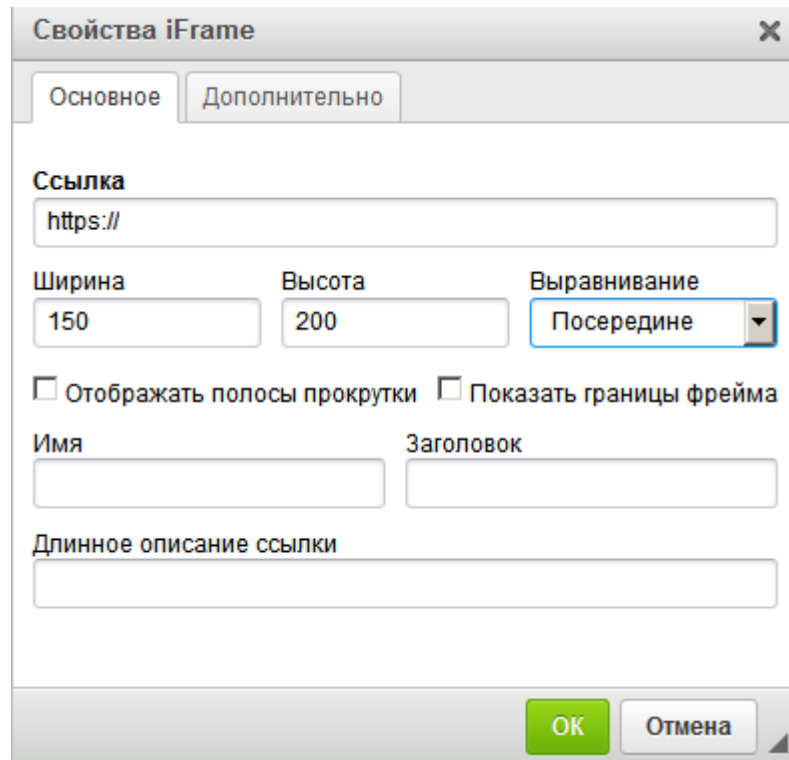 Свойства iFrame
Основное Дополнительно
Ссылка
https://
Ширина Высота Выравнивание
150 200 Посередине
Отображать полосы прокрутки Показать границы фрейма
Имя Заголовок
Длинное описание ссылки
ОК Отмена